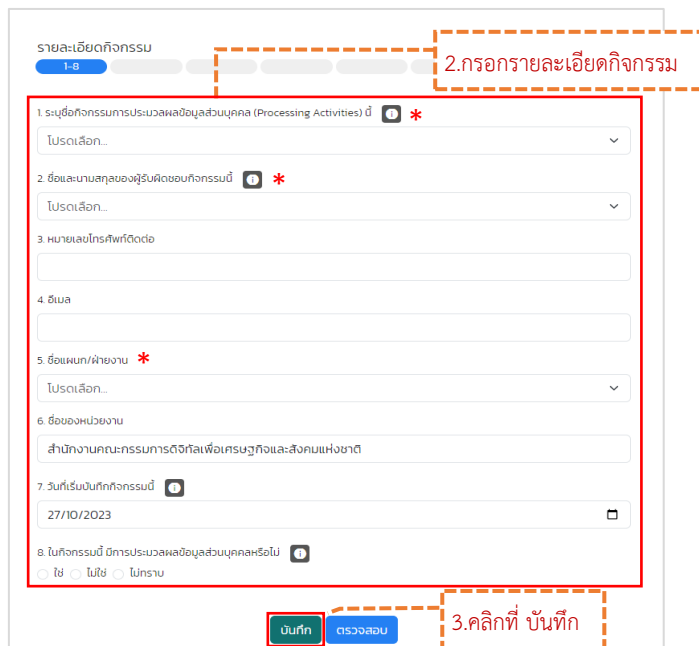 รายละเอียดกิจกรรม
1-8
2.กรอกรายละเอียดกิจกรรม
1. ระบุชื่อกิจกรรมการประมวลผลข้อมูลส่วนบุคคล (Processing Activities) นี้ *
โปรดเลือก...
2. ชื่อและนามสกุลของผู้รับผิดชอบกิจกรรมนี้ *
โปรดเลือก...
3. หมายเลขโทรศัพท์ติดต่อ
4. อีเมล
5. ชื่อแผนก/ฝ่ายงาน *
โปรดเลือก...
6. ชื่อของหน่วยงาน
สำนักงานคณะกรรมการดิจิทัลเพื่อเศรษฐกิจและสังคมแห่งชาติ
7. วันที่เริ่มบันทึกกิจกรรมนี้
27/10/2023
8. ในกิจกรรมนี้ มีการประมวลผลข้อมูลส่วนบุคคลหรือไม่
ใช่ ไม่ใช่ ไม่ทราบ
บันทึก ตรวจสอบ
3.คลิกที่ บันทึก